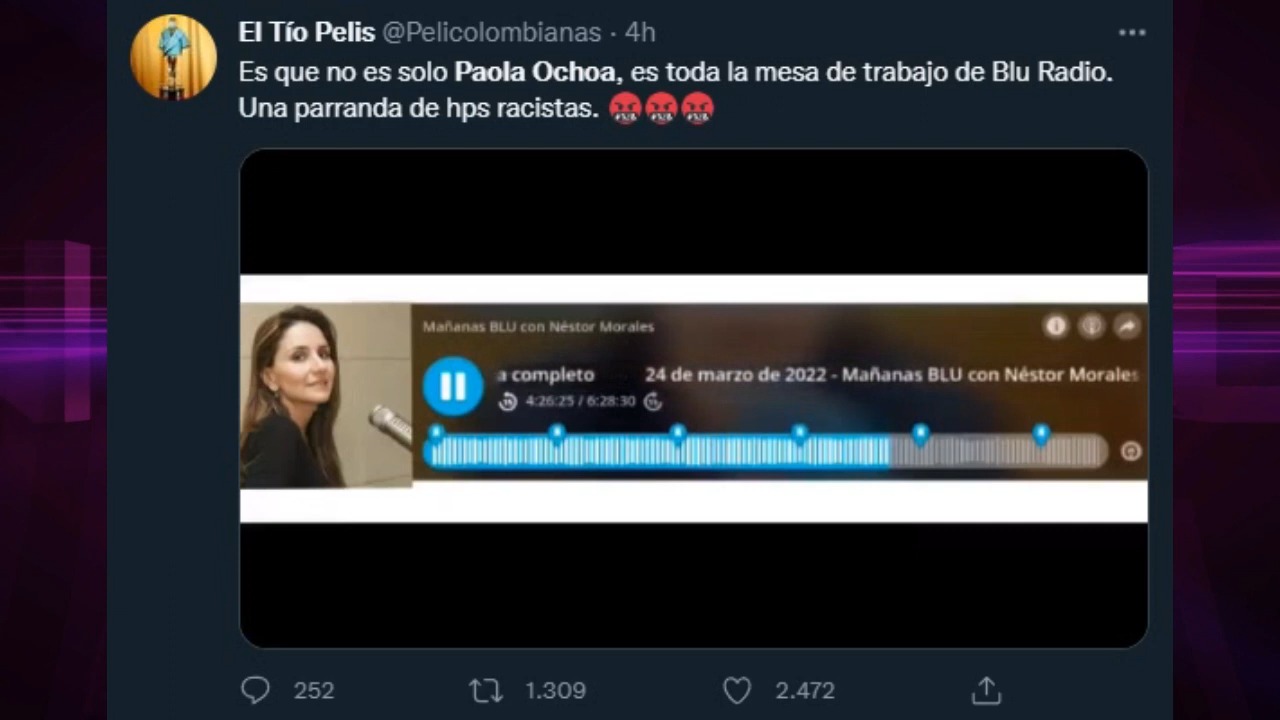 El Tío Pelis @Pelicolombianas · 4h
Es que no es solo Paola Ochoa, es toda la mesa de trabajo de Blu Radio.
Una parranda de hps racistas. 🤬🤬🤬
Mañanas BLU con Néstor Morales
a completo 24 de marzo de 2022 - Mañanas BLU con Néstor Morales
4:26:25 / 6:28:30
252 1.309 2.472